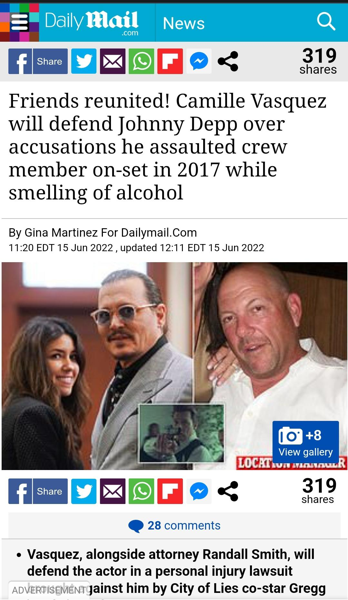 Daily Mail
.com
News
Share
319
shares
Friends reunited! Camille Vasquez
will defend Johnny Depp over
accusations he assaulted crew
member on-set in 2017 while
smelling of alcohol
By Gina Martinez For Dailymail.Com
11:20 EDT 15 Jun 2022 , updated 12:11 EDT 15 Jun 2022
+8
View gallery
LOCATION MANAGER
Share
319
shares
28 comments
• Vasquez, alongside attorney Randall Smith, will
defend the actor in a personal injury lawsuit
ADVERTISEMENT
against him by City of Lies co-star Gregg